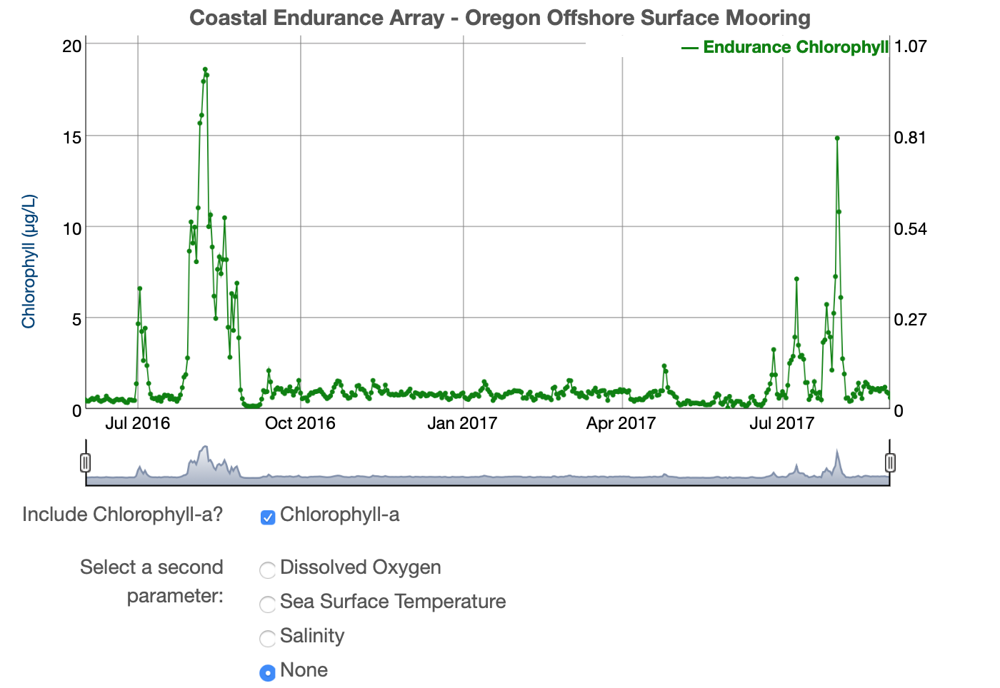 Coastal Endurance Array - Oregon Offshore Surface Mooring
— Endurance Chlorophyll
20 1.07
15 0.81
10 0.54
5 0.27
0 0
Chlorophyll (µg/L)
Jul 2016 Oct 2016 Jan 2017 Apr 2017 Jul 2017
Include Chlorophyll-a? Chlorophyll-a
Select a second parameter:
Dissolved Oxygen
Sea Surface Temperature
Salinity
None